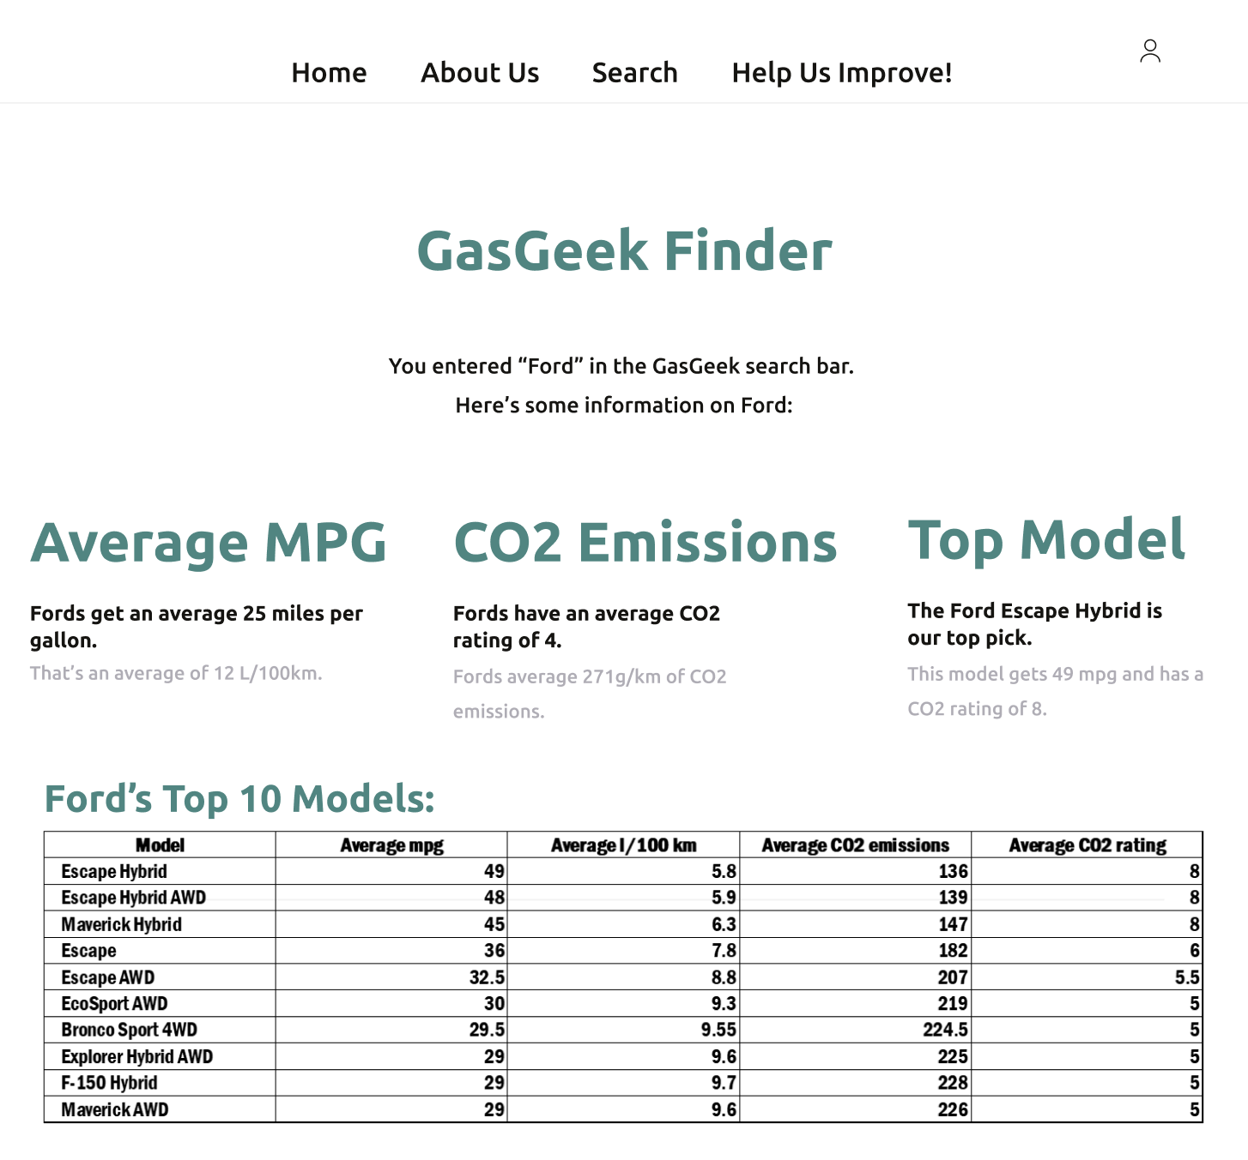 Home About Us Search Help Us Improve!
GasGeek Finder
You entered “Ford” in the GasGeek search bar.
Here’s some information on Ford:
Average MPG
Fords get an average 25 miles per
gallon.
That’s an average of 12 L/100km.
CO2 Emissions
Fords have an average CO2
rating of 4.
Fords average 271g/km of CO2
emissions.
Top Model
The Ford Escape Hybrid is
our top pick.
This model gets 49 mpg and has a
CO2 rating of 8.
Ford’s Top 10 Models:
Model Average mpg Average l/100 km Average CO2 emissions Average CO2 rating
Escape Hybrid 49 5.8 136 8
Escape Hybrid AWD 48 5.9 139 8
Maverick Hybrid 45 6.3 147 8
Escape 36 7.8 182 6
Escape AWD 32.5 8.8 207 5.5
EcoSport AWD 30 9.3 219 5
Bronco Sport 4WD 29.5 9.55 224.5 5
Explorer Hybrid AWD 29 9.6 225 5
F-150 Hybrid 29 9.7 228 5
Maverick AWD 29 9.6 226 5